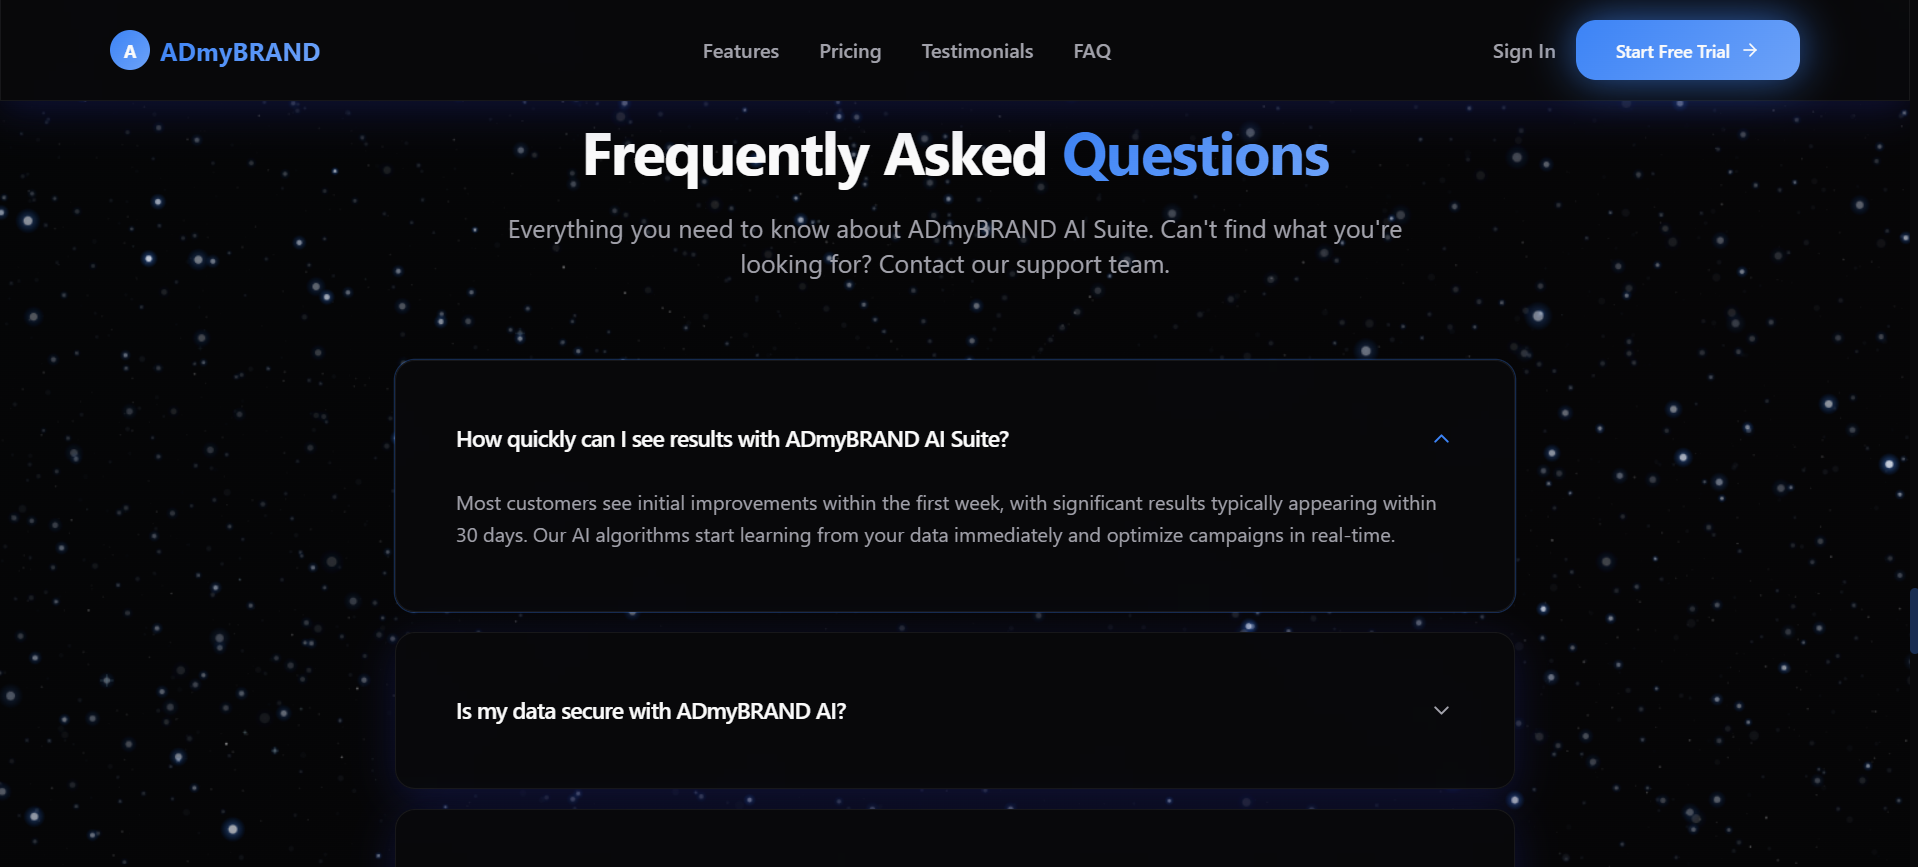 A ADmyBRAND
Features Pricing Testimonials FAQ
Sign In Start Free Trial →
Frequently Asked Questions
Everything you need to know about ADmyBRAND AI Suite. Can't find what you're
looking for? Contact our support team.
How quickly can I see results with ADmyBRAND AI Suite?
Most customers see initial improvements within the first week, with significant results typically appearing within
30 days. Our AI algorithms start learning from your data immediately and optimize campaigns in real-time.
Is my data secure with ADmyBRAND AI?